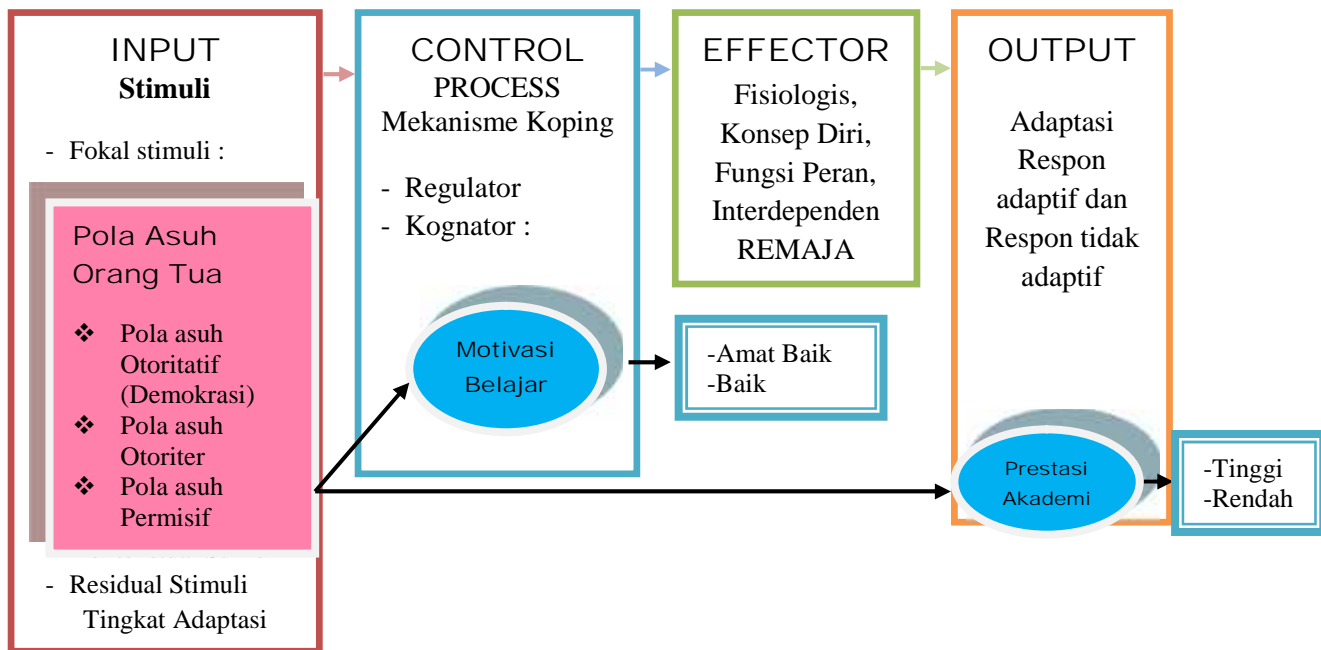 INPUT
Stimuli
- Fokal stimuli :
Pola Asuh
Orang Tua
❖ Pola asuh
Otoritatif
(Demokrasi)
❖ Pola asuh
Otoriter
❖ Pola asuh
Permisif
- Residual Stimuli
Tingkat Adaptasi
CONTROL
PROCESS
Mekanisme Koping
- Regulator
- Kognator :
Motivasi
Belajar
EFFECTOR
Fisiologis,
Konsep Diri,
Fungsi Peran,
Interdependen
REMAJA
-Amat Baik
-Baik
OUTPUT
Adaptasi
Respon
adaptif dan
Respon tidak
adaptif
Prestasi
Akademi
-Tinggi
-Rendah